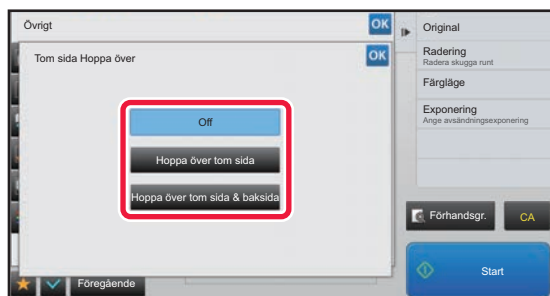 Övrigt
OK
Tom sida Hoppa över
OK
Off
Hoppa över tom sida
Hoppa över tom sida & baksida
Föregående
Original
Radering
Radera skugga runt
Färgläge
Exponering
Ange avsändningsexponering
Förhandsgr.
CA
Start